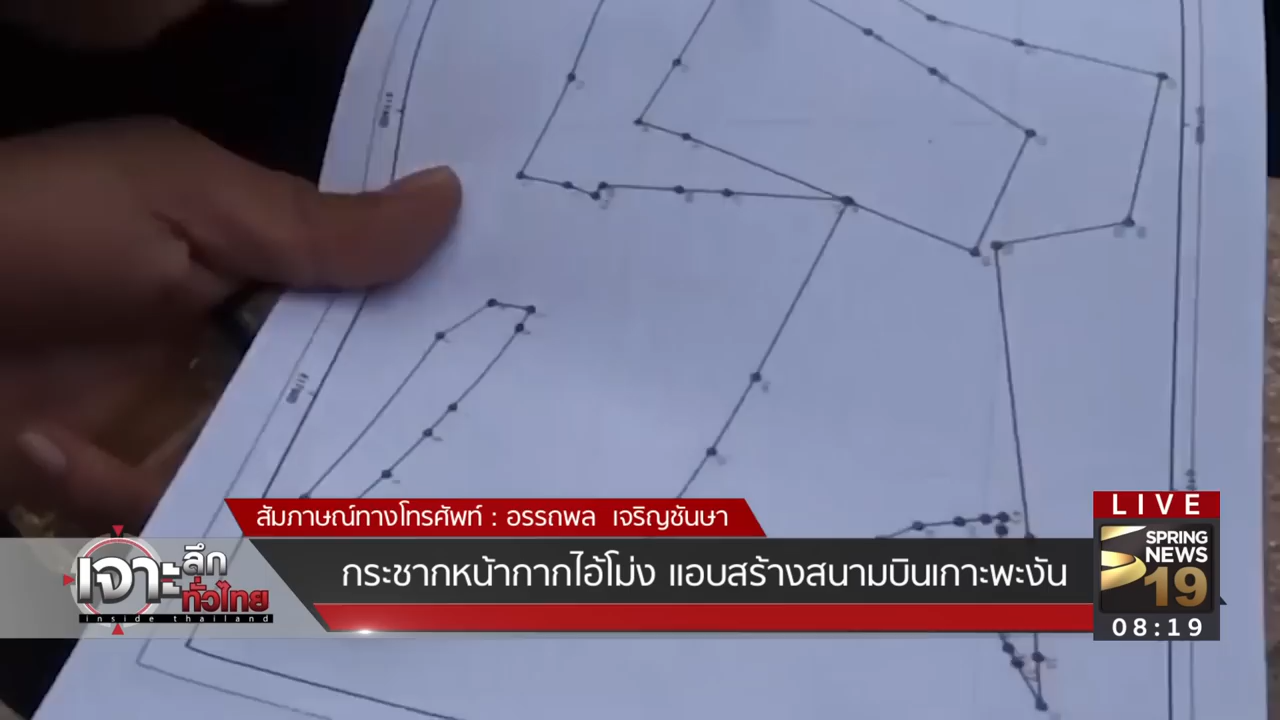 สัมภาษณ์ทางโทรศัพท์ : อรรถพล เจริญชันษา
กระชากหน้ากากไอ้โม่ง แอบสร้างสนามบินเกาะพะงัน
เจาะลึกทั่วไทย
inside thailand
LIVE
SPRING
NEWS
19
08:19